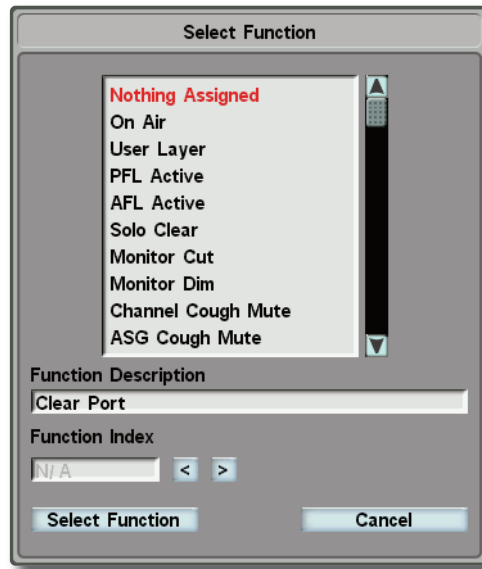 Select Function
Nothing Assigned
On Air
User Layer
PFL Active
AFL Active
Solo Clear
Monitor Cut
Monitor Dim
Channel Cough Mute
ASG Cough Mute
Function Description
Clear Port
Function Index
N/A
< >
Select Function Cancel